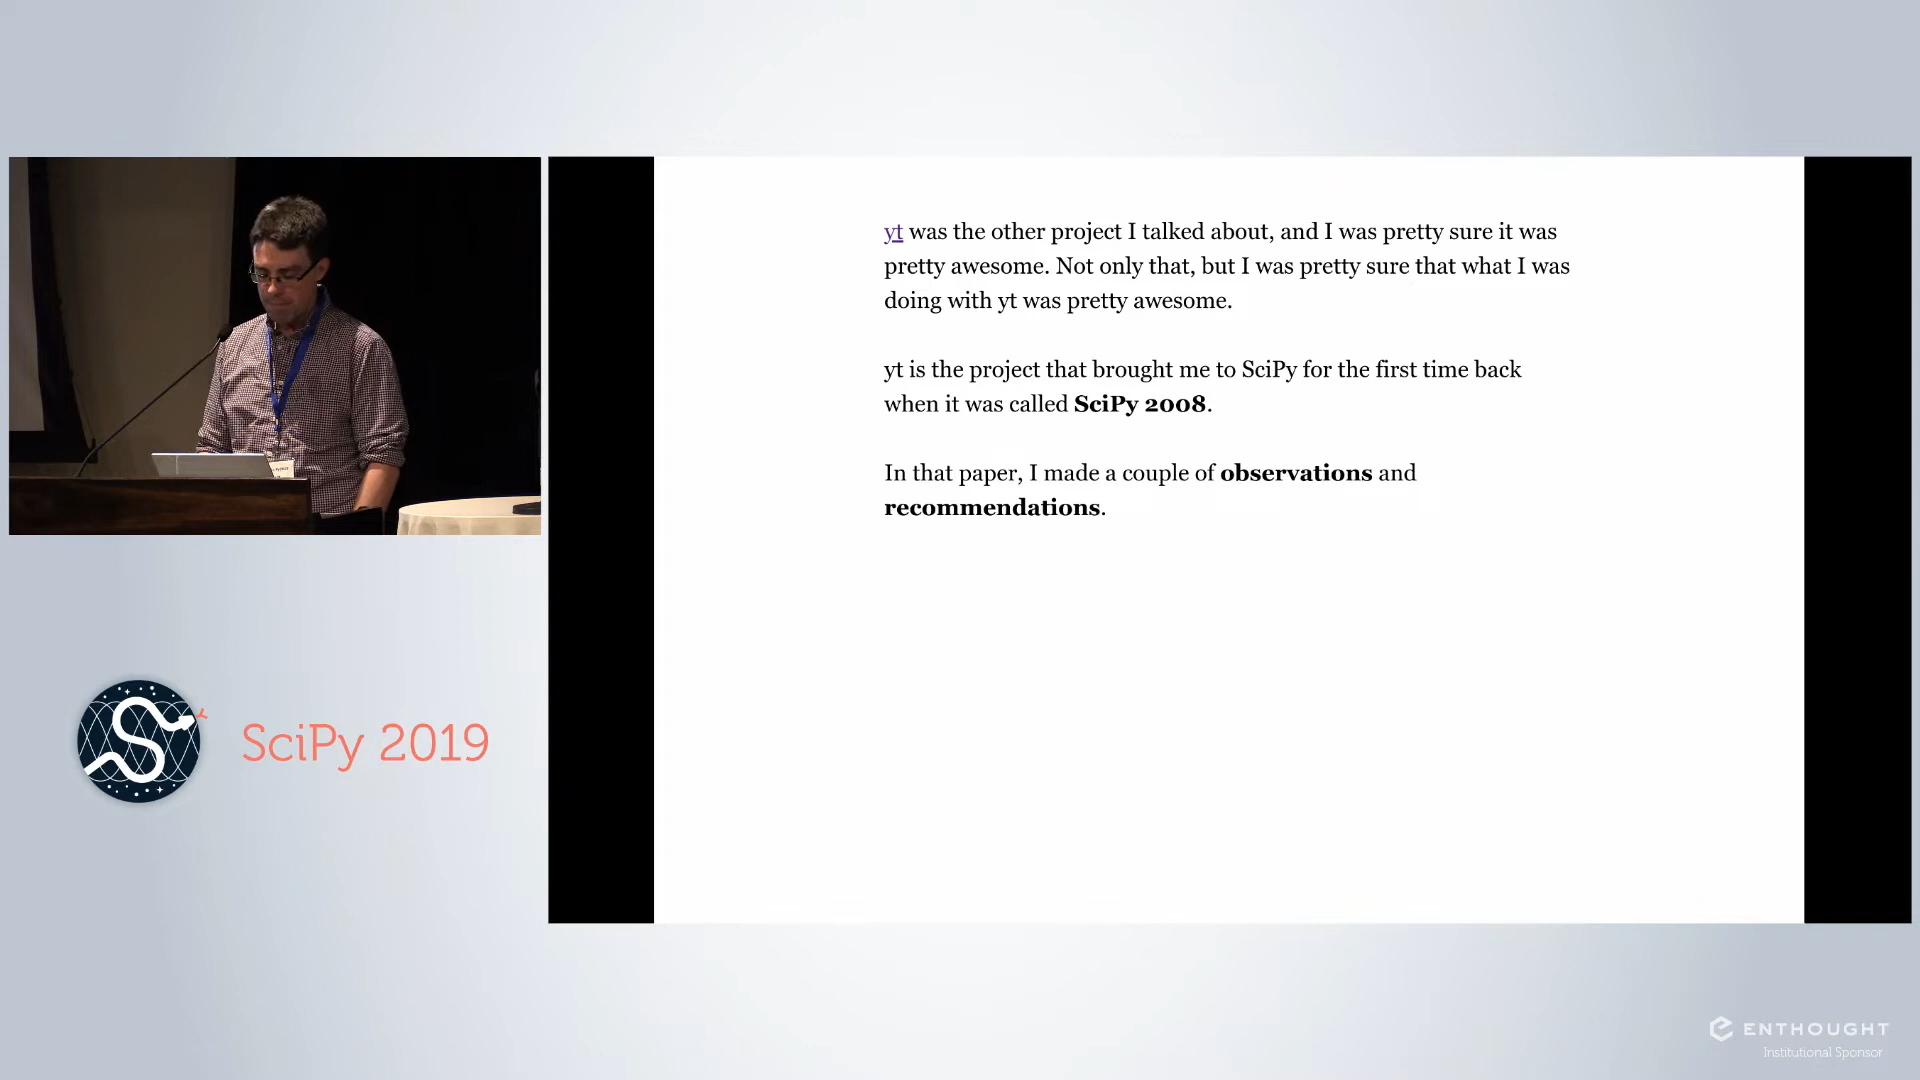 yt was the other project I talked about, and I was pretty sure it was
pretty awesome. Not only that, but I was pretty sure that what I was
doing with yt was pretty awesome.
yt is the project that brought me to SciPy for the first time back
when it was called SciPy 2008.
In that paper, I made a couple of observations and
recommendations.
SciPy 2019
ENTHOUGHT
Institutional Sponsor